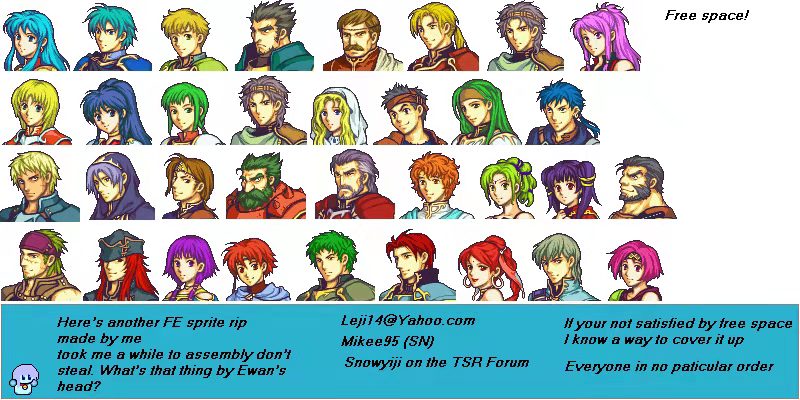 Free space!
Here's another FE sprite rip
made by me
took me a while to assembly don't
steal. What's that thing by Ewan's
head?
Leji14@Yahoo.com
Mikee95 (SN)
Snowyiji on the TSR Forum
If your not satisfied by free space
I know a way to cover it up
Everyone in no paticular order